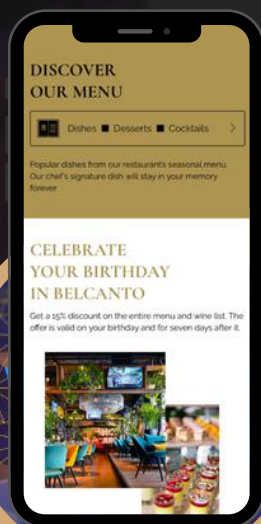 DISCOVER
OUR MENU
Dishes ■ Desserts ■ Cocktails
Popular dishes from our restaurant's seasonal menu.
Our chef's signature dish will stay in your memory
forever
CELEBRATE
YOUR BIRTHDAY
IN BELCANTO
Get a 15% discount on the entire menu and wine list. The
offer is valid on your birthday and for seven days after it.